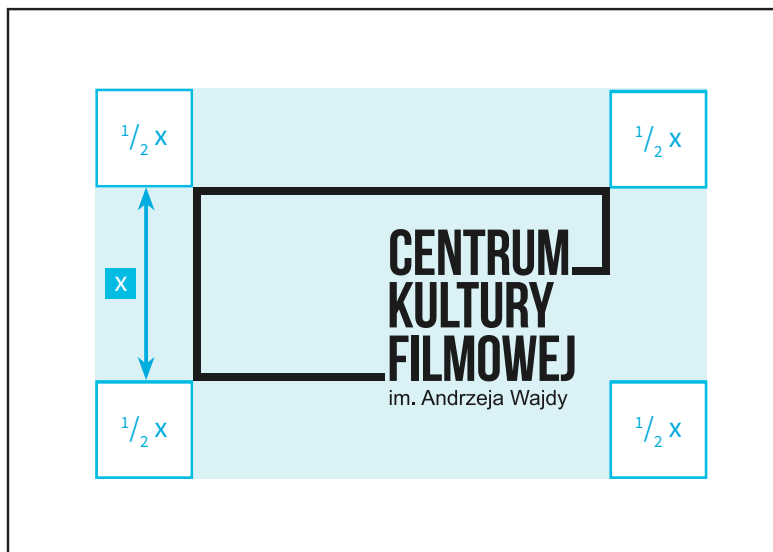 1/2 x
1/2 x
CENTRUM
x
KULTURY
FILMOWEJ
im. Andrzeja Wajdy
1/2 x
1/2 x